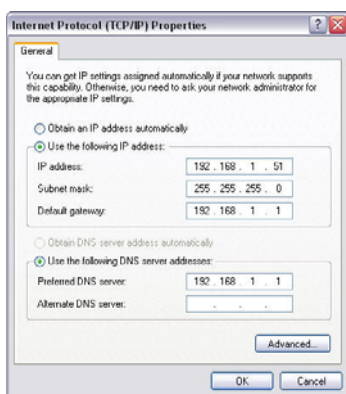 Internet Protocol (TCP/IP) Properties
General
You can get IP settings assigned automatically if your network supports
this capability. Otherwise, you need to ask your network administrator for
the appropriate IP settings.
Obtain an IP address automatically
Use the following IP address:
IP address: 192 . 168 . 1 . 51
Subnet mask: 255 . 255 . 255 . 0
Default gateway: 192 . 168 . 1 . 1
Obtain DNS server address automatically
Use the following DNS server addresses:
Preferred DNS server: 192 . 168 . 1 . 1
Alternate DNS server: . . .
Advanced...
OK Cancel